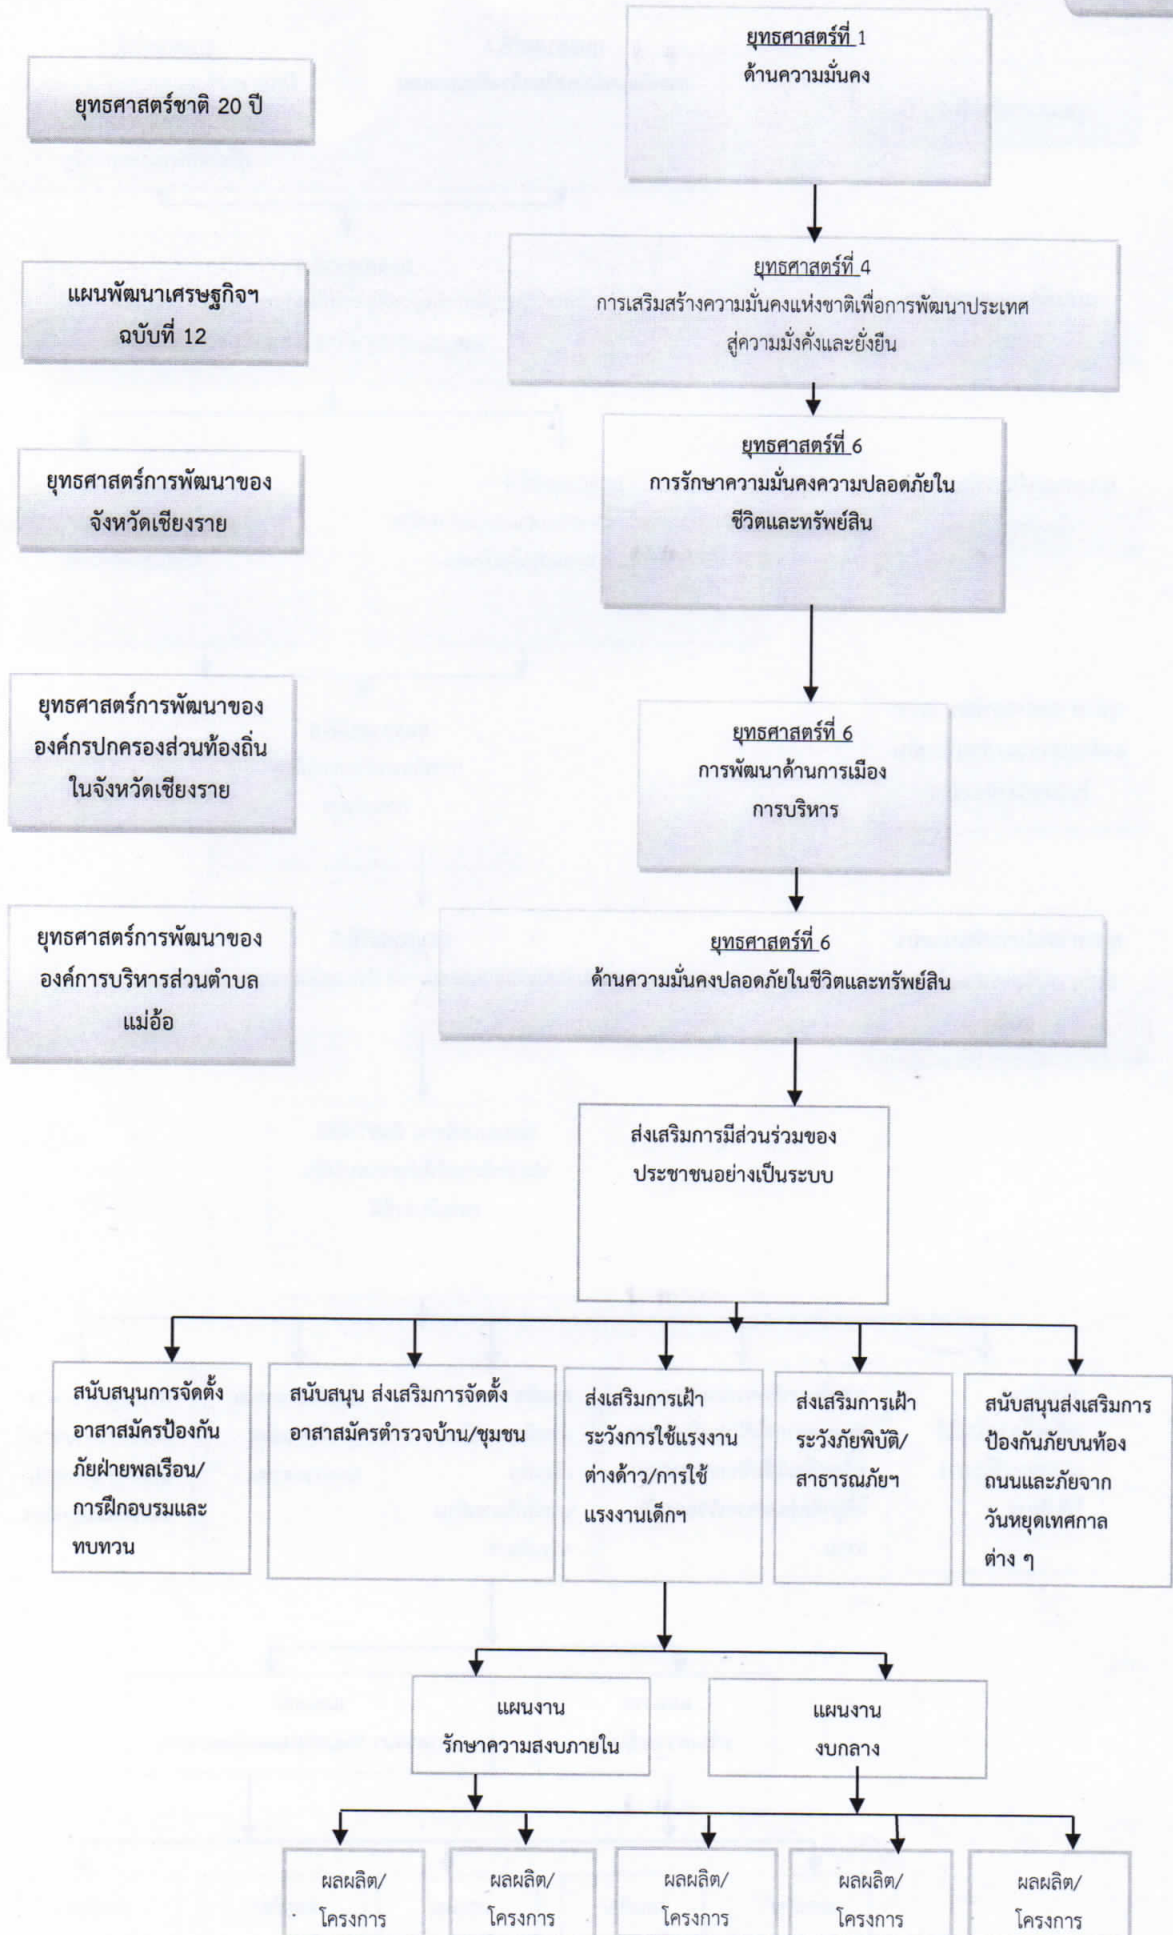 ยุทธศาสตร์ชาติ 20 ปี
ยุทธศาสตร์ที่ 1
ด้านความมั่นคง
แผนพัฒนาเศรษฐกิจฯ
ฉบับที่ 12
ยุทธศาสตร์ที่ 4
การเสริมสร้างความมั่นคงแห่งชาติเพื่อการพัฒนาประเทศ
สู่ความมั่งคั่งและยั่งยืน
ยุทธศาสตร์การพัฒนาของ
จังหวัดเชียงราย
ยุทธศาสตร์ที่ 6
การรักษาความมั่นคงความปลอดภัยใน
ชีวิตและทรัพย์สิน
ยุทธศาสตร์การพัฒนาของ
องค์กรปกครองส่วนท้องถิ่น
ในจังหวัดเชียงราย
ยุทธศาสตร์ที่ 6
การพัฒนาด้านการเมือง
การบริหาร
ยุทธศาสตร์การพัฒนาของ
องค์การบริหารส่วนตำบล
แม่อ้อ
ยุทธศาสตร์ที่ 6
ด้านความมั่นคงปลอดภัยในชีวิตและทรัพย์สิน
ส่งเสริมการมีส่วนร่วมของ
ประชาชนอย่างเป็นระบบ
สนับสนุนการจัดตั้ง
อาสาสมัครป้องกัน
ภัยฝ่ายพลเรือน/
การฝึกอบรมและ
ทบทวน
สนับสนุน ส่งเสริมการจัดตั้ง
อาสาสมัครตำรวจบ้าน/ชุมชน
ส่งเสริมการเฝ้า
ระวังการใช้แรงงาน
ต่างด้าว/การใช้
แรงงานเด็กฯ
ส่งเสริมการเฝ้า
ระวังภัยพิบัติ/
สาธารณภัยฯ
สนับสนุนส่งเสริมการ
ป้องกันภัยบนท้อง
ถนนและภัยจาก
วันหยุดเทศกาล
ต่าง ๆ
แผนงาน
รักษาความสงบภายใน
แผนงาน
งบกลาง
ผลผลิต/
โครงการ
ผลผลิต/
โครงการ
ผลผลิต/
โครงการ
ผลผลิต/
โครงการ
ผลผลิต/
โครงการ